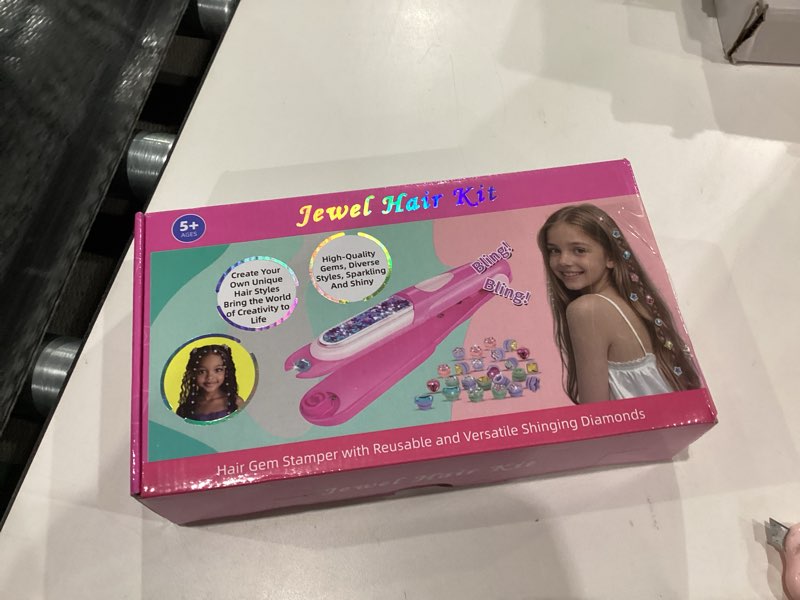 Jewel Hair Kit
5+
AGES
Create Your
Own Unique
Hair Styles
Bring the World
of Creativity to
Life
High-Quality
Gems, Diverse
Styles, Sparkling
And Shiny
Bling!
Bling!
Hair Gem Stamper with Reusable and Versatile Shinging Diamonds
Jewel Hair Kit